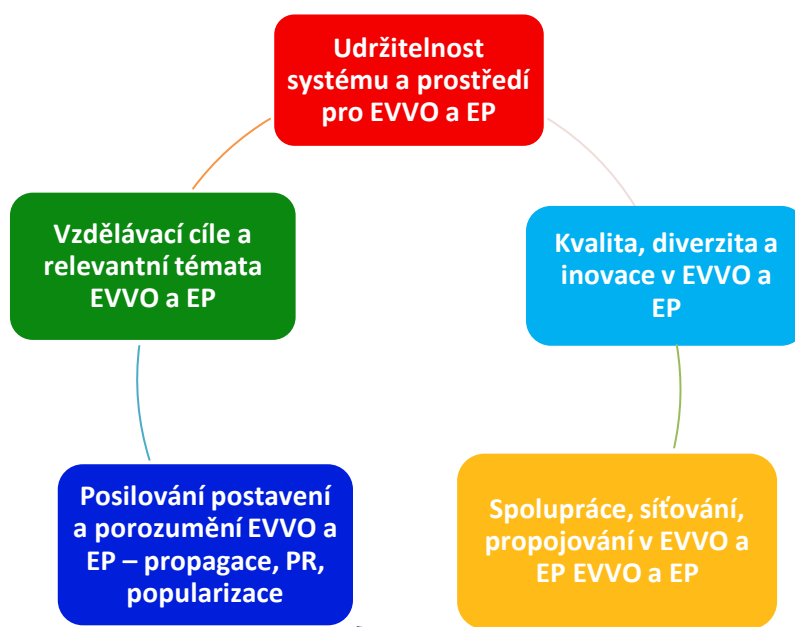 Udržitelnost
systému a prostředí
pro EVVO a EP
Vzdělávací cíle a
relevantní témata
EVVO a EP
Kvalita, diverzita a
inovace v EVVO a
EP
Posilování postavení
a porozumění EVVO a
EP – propagace, PR,
popularizace
Spolupráce, síťování,
propojování v EVVO a
EP EVVO a EP